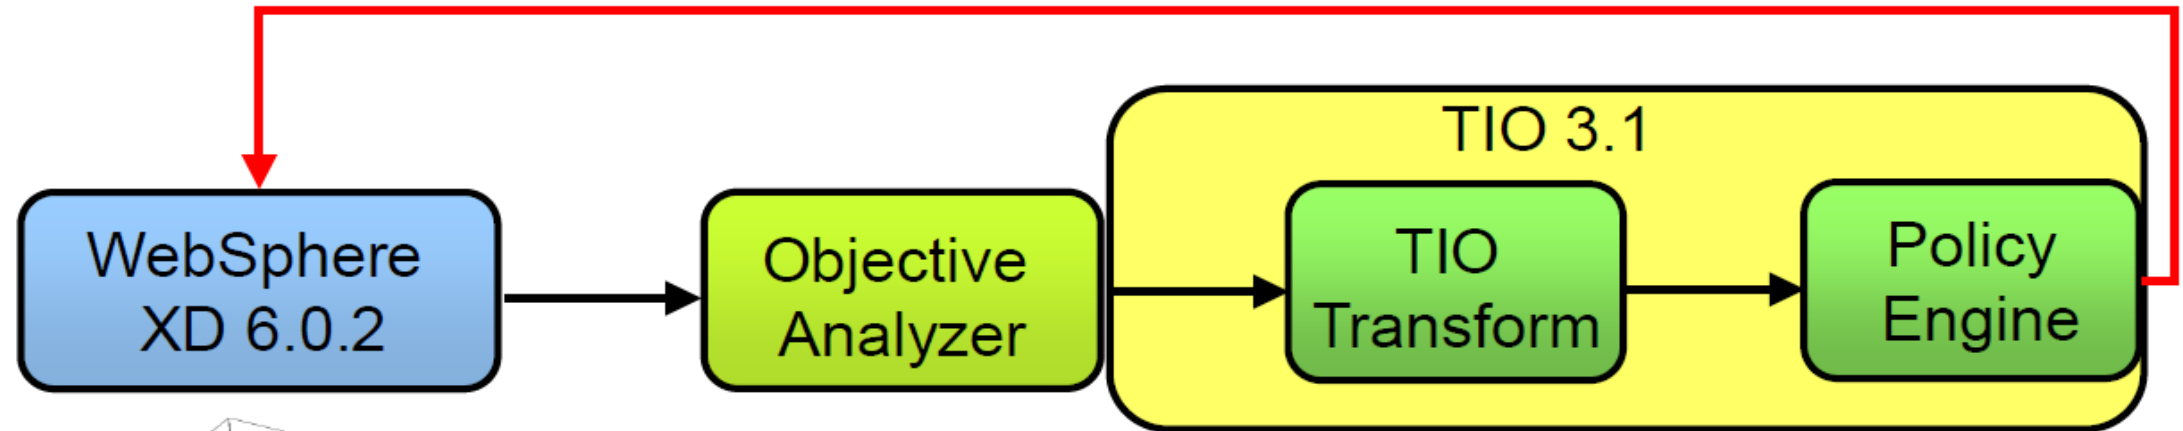 TIO 3.1
WebSphere
XD 6.0.2
Objective
Analyzer
TIO
Transform
Policy
Engine